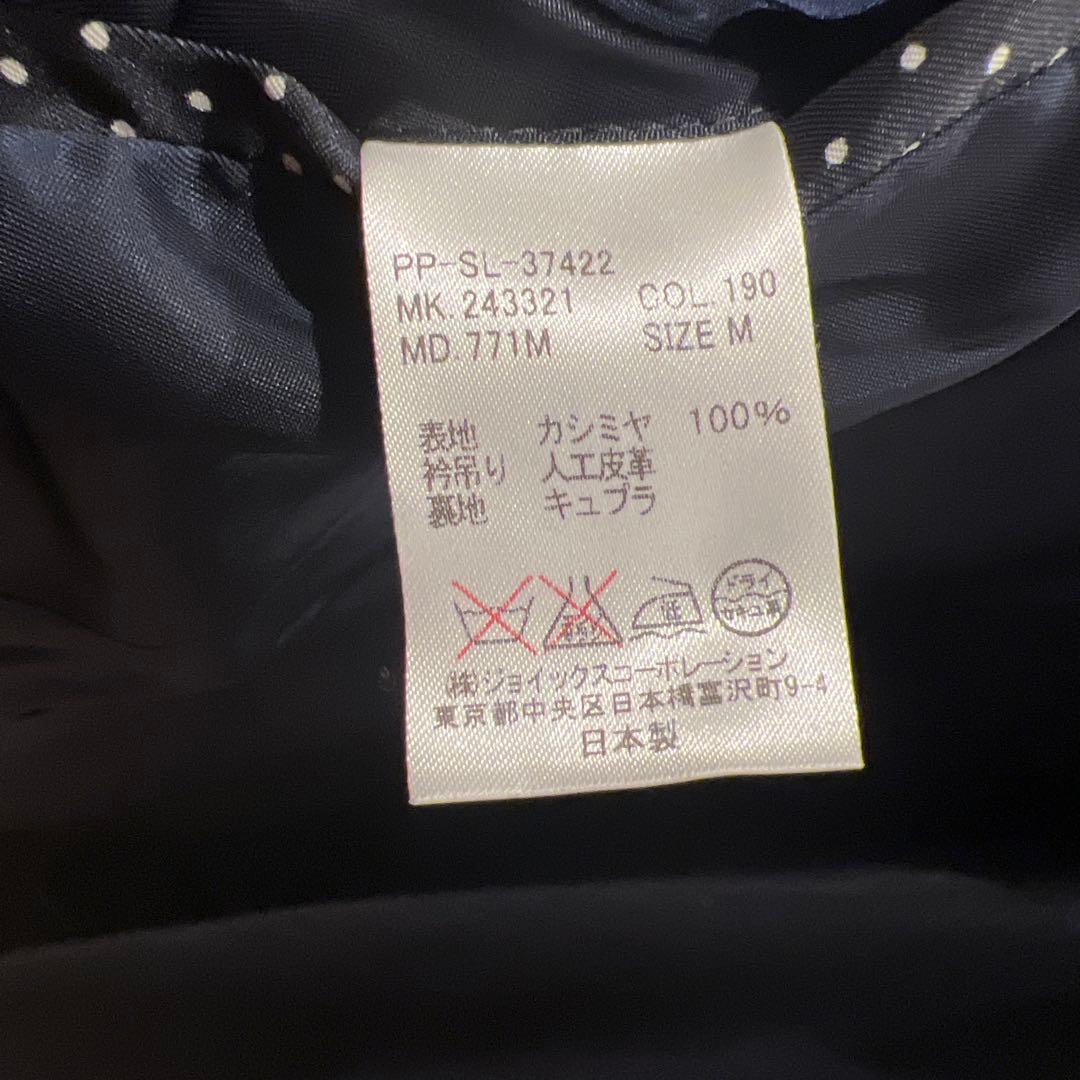 PP-SL-37422
MK. 243321 COL. 190
MD. 771M SIZE M
表地 カシミヤ 100%
衿吊り 人工皮革
裏地 キュプラ
低 ドライ
セキユ系
(株)ジョイックスコーポレーション
東京都中央区日本橋富沢町9-4
日本製